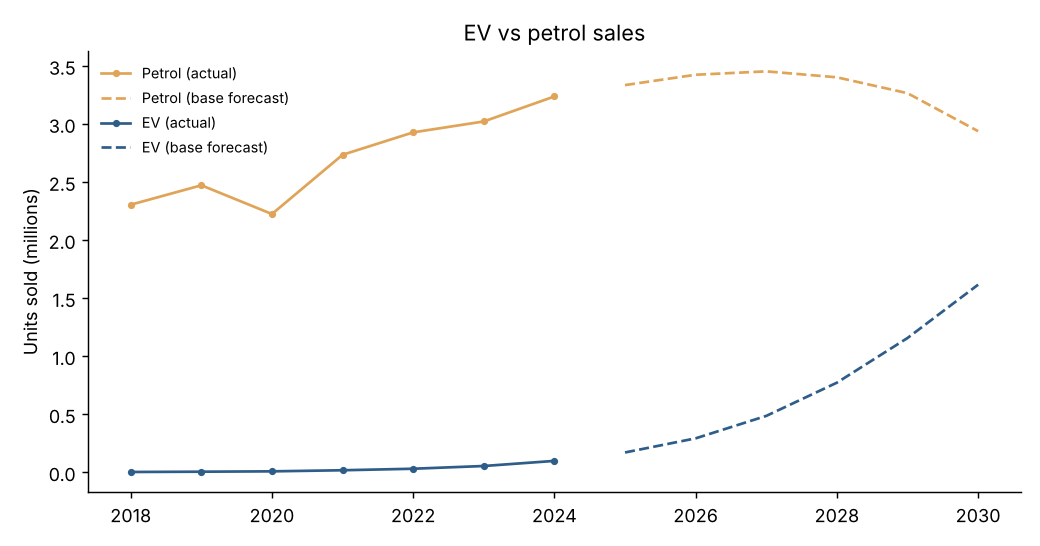 EV vs petrol sales
Petrol (actual)
Petrol (base forecast)
EV (actual)
EV (base forecast)
Units sold (millions)
3.5
3.0
2.5
2.0
1.5
1.0
0.5
0.0
2018
2020
2022
2024
2026
2028
2030